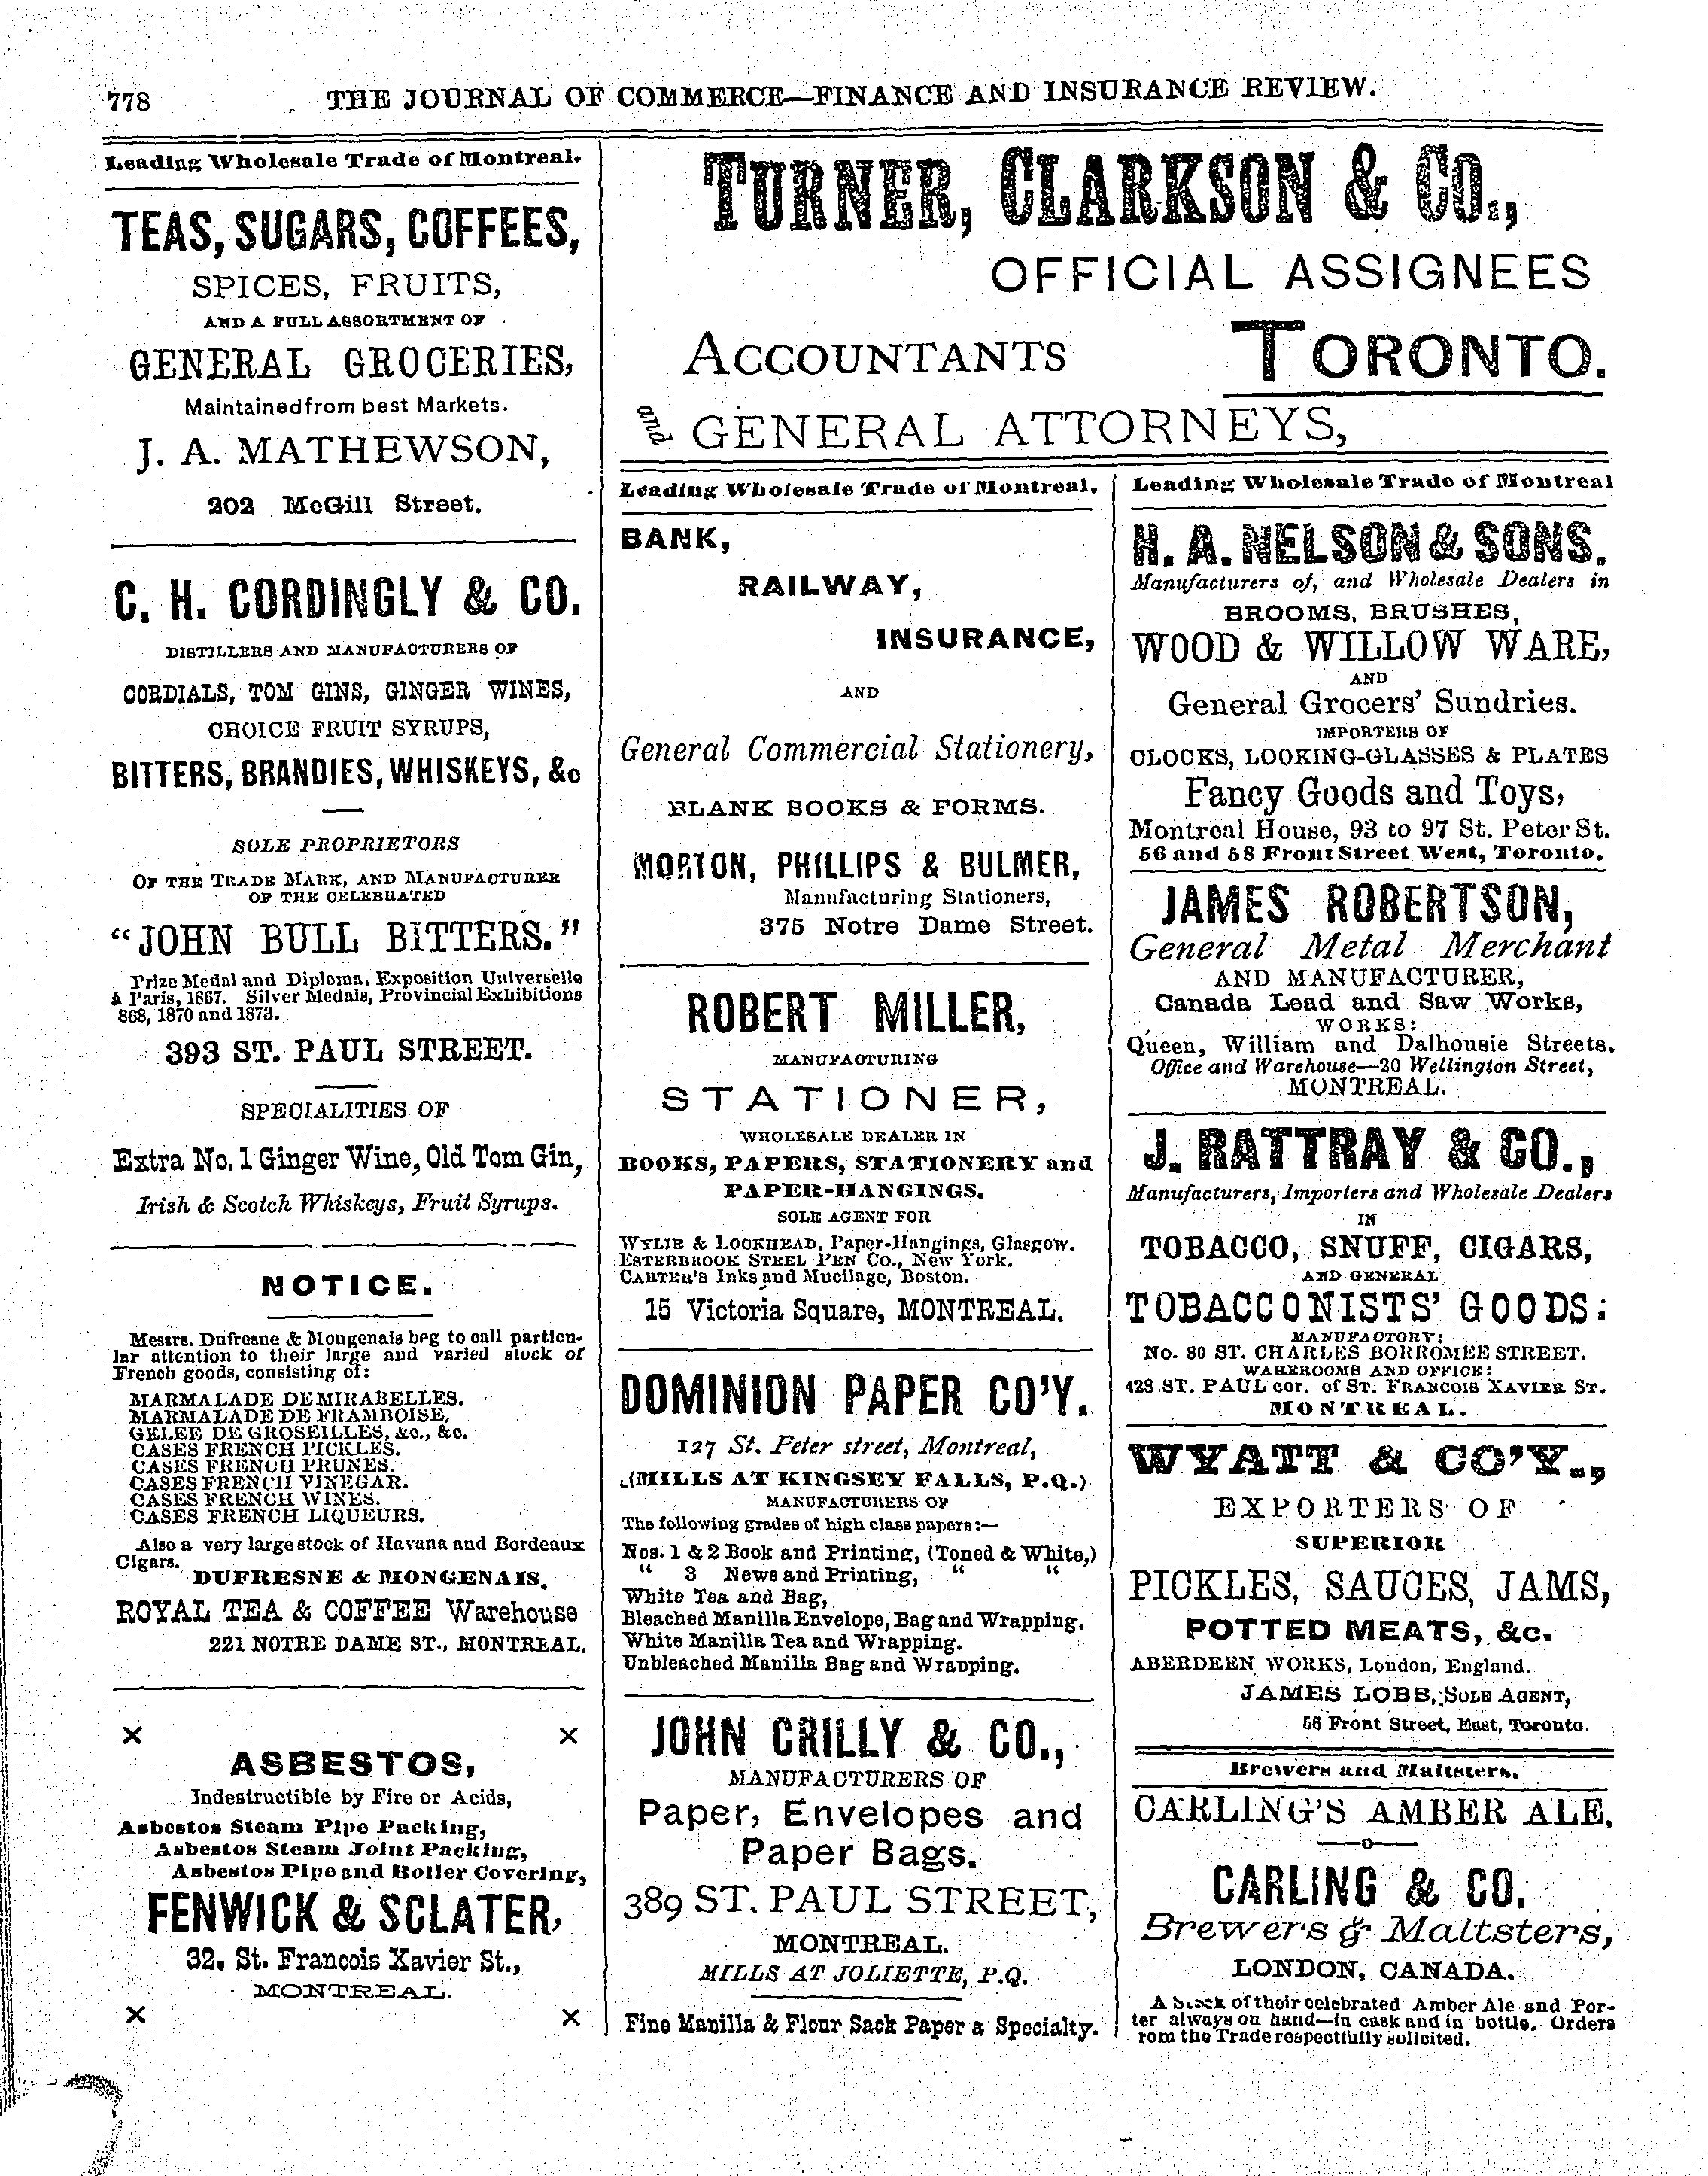 778
THE JOURNAL OF COMMERCE—FINANCE AND INSURANCE REVIEW.
Leading Wholesale Trade of Montreal.
TEAS, SUGARS, COFFEES,
SPICES, FRUITS,
AND A FULL ASSORTMENT OF
GENERAL GROCERIES,
Maintained from best Markets.
J. A. MATHEWSON,
202 McGill Street.
C. H. CORDINGLY & CO.
DISTILLERS AND MANUFACTURERS OF
CORDIALS, TOM GINS, GINGER WINES,
CHOICE FRUIT SYRUPS,
BITTERS, BRANDIES, WHISKEYS, &c
SOLE PROPRIETORS
OF THE TRADE MARK, AND MANUFACTURER
OF THE CELEBRATED
"JOHN BULL BITTERS."
Prize Medal and Diploma, Exposition Universelle
à Paris, 1867. Silver Medals, Provincial Exhibitions
868, 1870 and 1873.
393 ST. PAUL STREET.
SPECIALITIES OF
Extra No. 1 Ginger Wine, Old Tom Gin,
Irish & Scotch Whiskeys, Fruit Syrups.
NOTICE.
Messrs. Dufresne & Mongenais beg to call particu-
lar attention to their large and varied stock of
French goods, consisting of:
MARMALADE DE MIRABELLES.
MARMALADE DE FRAMBOISE,
GELEE DE GROSEILLES, &c., &c.
CASES FRENCH PICKLES.
CASES FRENCH PRUNES.
CASES FRENCH VINEGAR.
CASES FRENCH WINES.
CASES FRENCH LIQUEURS.
Also a very large stock of Havana and Bordeaux
Cigars.
DUFRESNE & MONGENAIS,
ROYAL TEA & COFFEE Warehouse
221 NOTRE DAME ST., MONTREAL.
X X
ASBESTOS,
Indestructible by Fire or Acids,
Asbestos Steam Pipe Packing,
Asbestos Steam Joint Packing,
Asbestos Pipe and Boiler Covering,
FENWICK & SCLATER,
32, St. Francois Xavier St.,
MONTREAL.
X X
TURNER, CLARKSON & CO.,
OFFICIAL ASSIGNEES
ACCOUNTANTS TORONTO.
and GENERAL ATTORNEYS,
Leading Wholesale Trade of Montreal.
BANK,
RAILWAY,
INSURANCE,
AND
General Commercial Stationery,
BLANK BOOKS & FORMS.
MORTON, PHILLIPS & BULMER,
Manufacturing Stationers,
375 Notre Dame Street.
ROBERT MILLER,
MANUFACTURING
STATIONER,
WHOLESALE DEALER IN
BOOKS, PAPERS, STATIONERY and
PAPER-HANGINGS.
SOLE AGENT FOR
WYLIE & LOCKHEAD, Paper-Hangings, Glasgow.
ESTERBROOK STEEL PEN CO., New York.
CARTER'S Inks and Mucilage, Boston.
15 Victoria Square, MONTREAL.
DOMINION PAPER CO'Y.
127 St. Peter street, Montreal,
(MILLS AT KINGSEY FALLS, P.Q.)
MANUFACTURERS OF
The following grades of high class papers:—
Nos. 1 & 2 Book and Printing, (Toned & White,)
" 3 News and Printing, " "
White Tea and Bag,
Bleached Manilla Envelope, Bag and Wrapping.
White Manilla Tea and Wrapping.
Unbleached Manilla Bag and Wrapping.
JOHN CRILLY & CO.,
MANUFACTURERS OF
Paper, Envelopes and
Paper Bags.
389 ST. PAUL STREET,
MONTREAL.
MILLS AT JOLIETTE, P.Q.
Fine Manilla & Flour Sack Paper a Specialty.
Leading Wholesale Trade of Montreal
H. A. NELSON & SONS.
Manufacturers of, and Wholesale Dealers in
BROOMS, BRUSHES,
WOOD & WILLOW WARE,
AND
General Grocers' Sundries.
IMPORTERS OF
CLOCKS, LOOKING-GLASSES & PLATES
Fancy Goods and Toys,
Montreal House, 93 to 97 St. Peter St.
56 and 58 Front Street West, Toronto.
JAMES ROBERTSON,
General Metal Merchant
AND MANUFACTURER,
Canada Lead and Saw Works,
WORKS:
Queen, William and Dalhousie Streets.
Office and Warehouse—20 Wellington Street,
MONTREAL.
J. RATTRAY & CO.,
Manufacturers, Importers and Wholesale Dealers
IN
TOBACCO, SNUFF, CIGARS,
AND GENERAL
TOBACCONISTS' GOODS:
MANUFACTORY:
No. 80 ST. CHARLES BORROMEE STREET.
WAREROOMS AND OFFICE:
428 ST. PAUL cor. of ST. FRANCOIS XAVIER ST.
MONTREAL.
WYATT & CO'Y.,
EXPORTERS OF
SUPERIOR
PICKLES, SAUCES, JAMS,
POTTED MEATS, &c.
ABERDEEN WORKS, London, England.
JAMES LOBB, SOLE AGENT,
56 Front Street, East, Toronto.
Brewers and Maltsters.
CARLING'S AMBER ALE.
CARLING & CO.
Brewers & Maltsters,
LONDON, CANADA.
A stock of their celebrated Amber Ale and Por-
ter always on hand—in cask and in bottle. Orders
rom the Trade respectfully solicited.